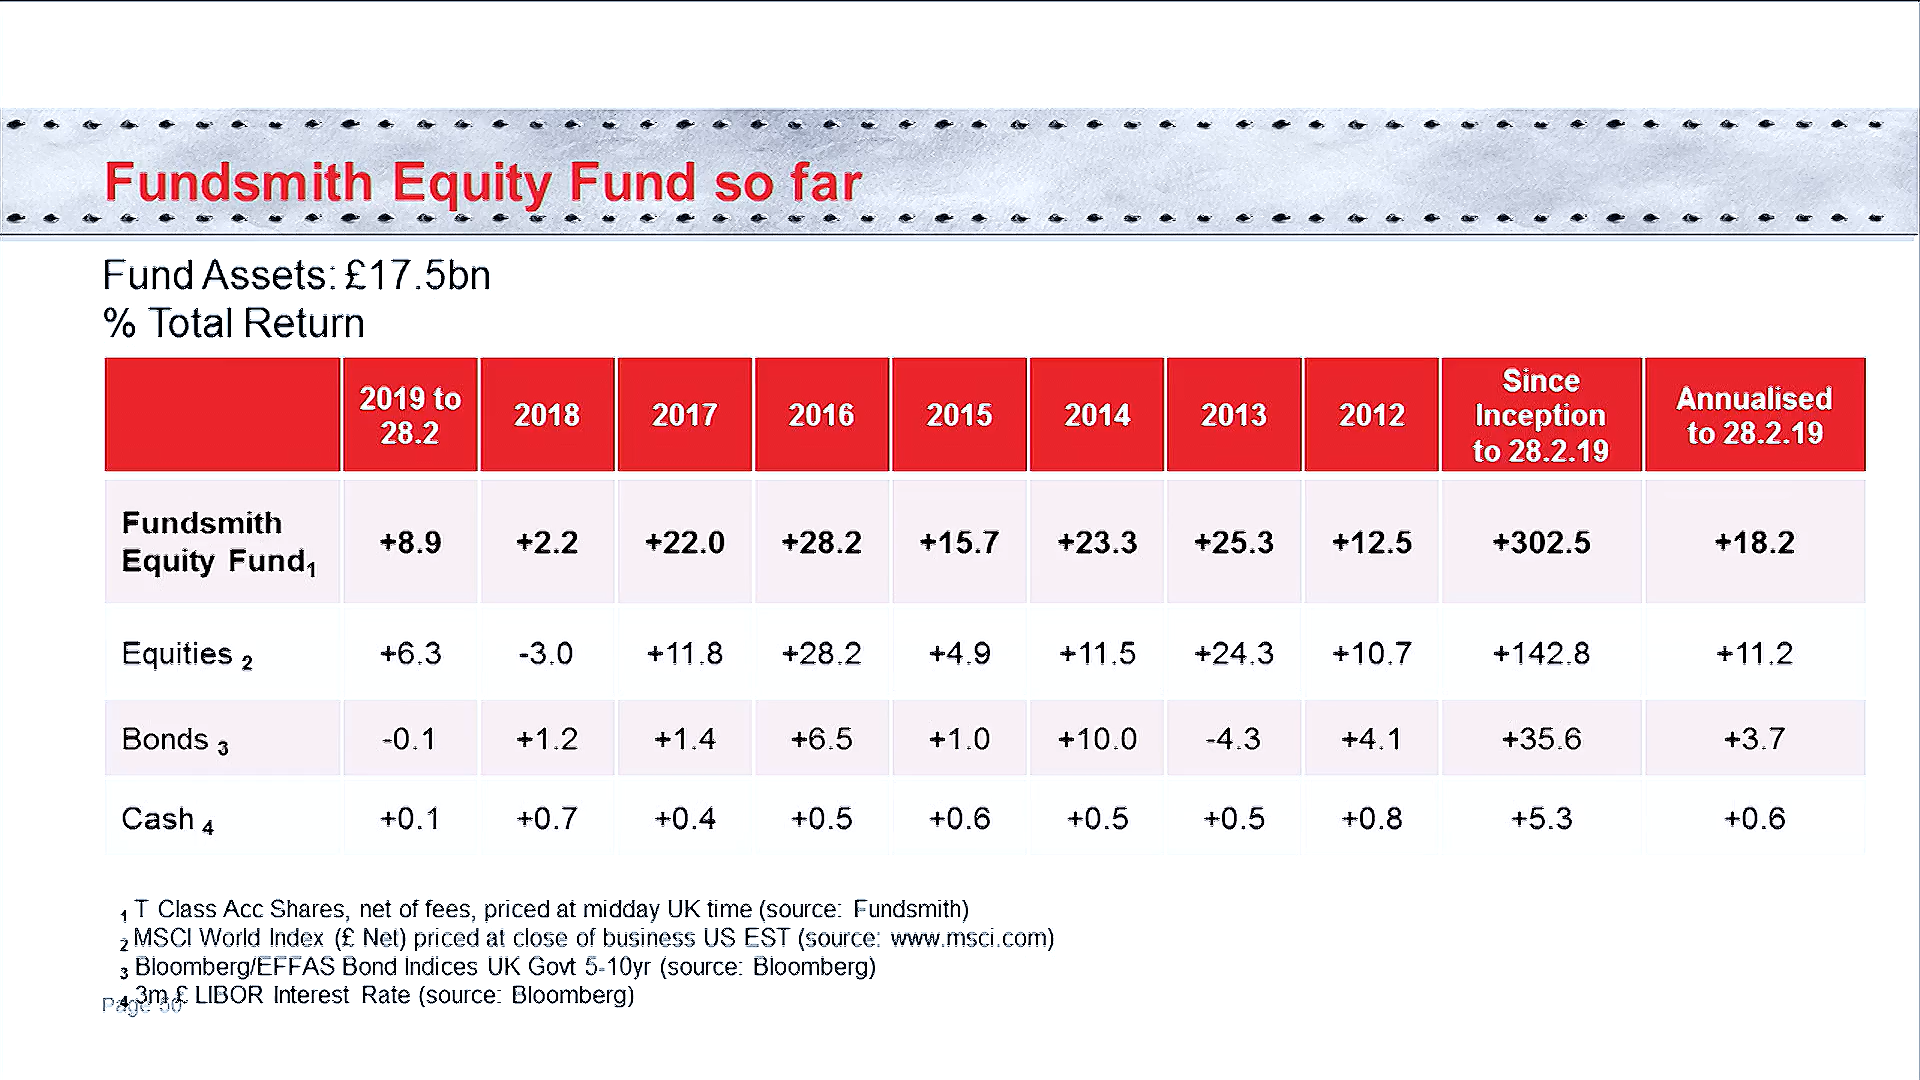 Fundsmith Equity Fund so far
Fund Assets: £17.5bn
% Total Return
2019 to 28.2 2018 2017 2016 2015 2014 2013 2012 Since Inception to 28.2.19 Annualised to 28.2.19
Fundsmith Equity Fund1 +8.9 +2.2 +22.0 +28.2 +15.7 +23.3 +25.3 +12.5 +302.5 +18.2
Equities 2 +6.3 -3.0 +11.8 +28.2 +4.9 +11.5 +24.3 +10.7 +142.8 +11.2
Bonds 3 -0.1 +1.2 +1.4 +6.5 +1.0 +10.0 -4.3 +4.1 +35.6 +3.7
Cash 4 +0.1 +0.7 +0.4 +0.5 +0.6 +0.5 +0.5 +0.8 +5.3 +0.6
1 T Class Acc Shares, net of fees, priced at midday UK time (source: Fundsmith)
2 MSCI World Index (£ Net) priced at close of business US EST (source: www.msci.com)
3 Bloomberg/EFFAS Bond Indices UK Govt 5-10yr (source: Bloomberg)
4 3m £ LIBOR Interest Rate (source: Bloomberg)
Page